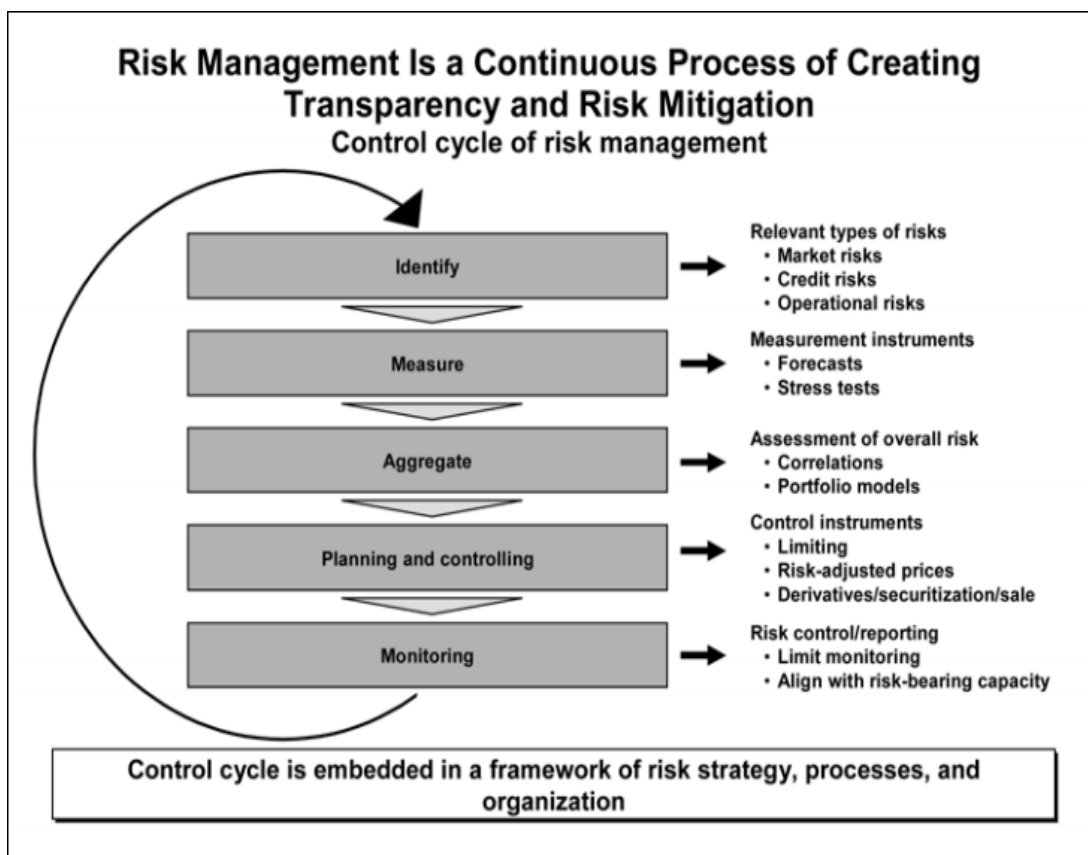 Risk Management Is a Continuous Process of Creating
Transparency and Risk Mitigation
Control cycle of risk management
Identify
Relevant types of risks
• Market risks
• Credit risks
• Operational risks
Measure
Measurement instruments
• Forecasts
• Stress tests
Aggregate
Assessment of overall risk
• Correlations
• Portfolio models
Planning and controlling
Control instruments
• Limiting
• Risk-adjusted prices
• Derivatives/securitization/sale
Monitoring
Risk control/reporting
• Limit monitoring
• Align with risk-bearing capacity
Control cycle is embedded in a framework of risk strategy, processes, and
organization